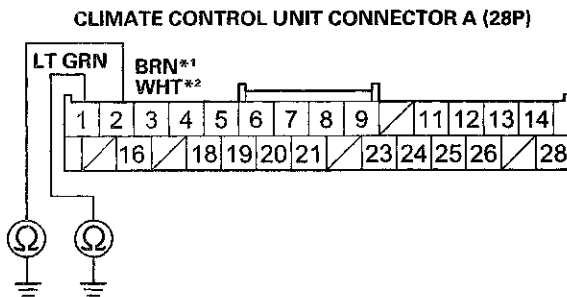 CLIMATE CONTROL UNIT CONNECTOR A (28P)
LT GRN
BRN*1
WHT*2
1 2 3 4 5 6 7 8 9 11 12 13 14
16 18 19 20 21 23 24 25 26 28
Ω Ω